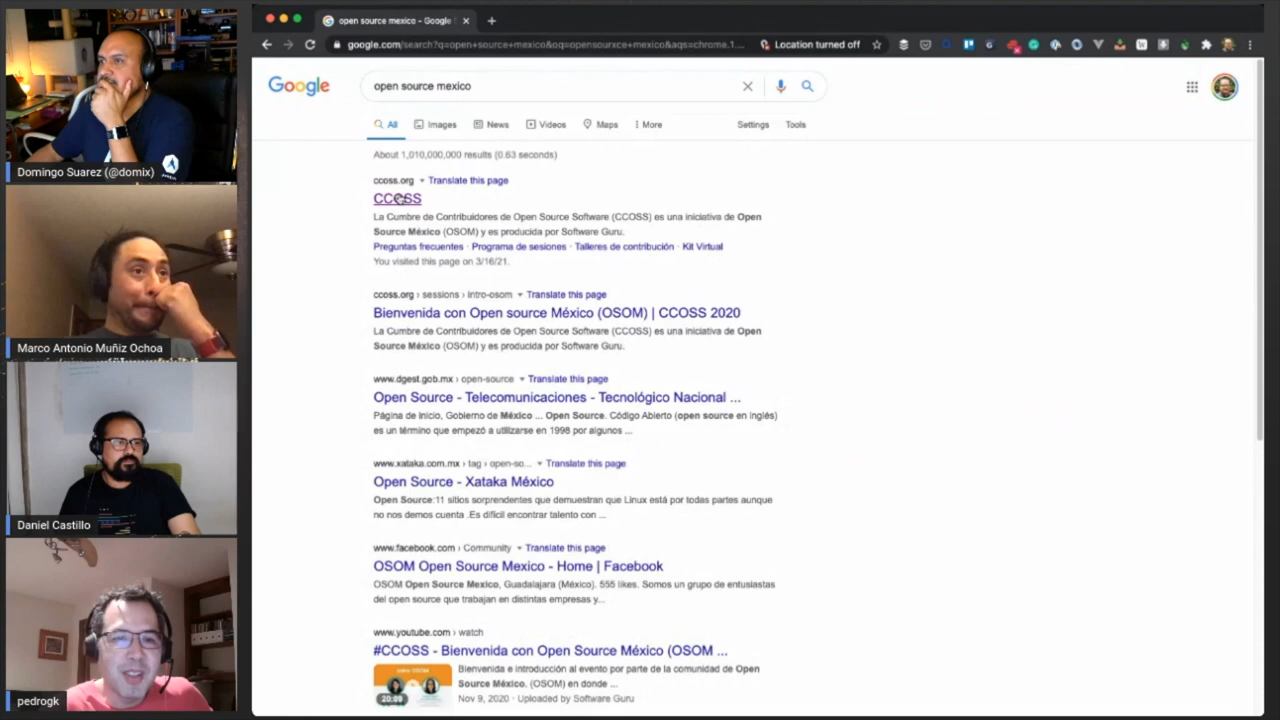 Domingo Suarez (@domix)
Marco Antonio Muñiz Ochoa
Daniel Castillo
pedrogk
open source mexico - Google
google.com/search?q=open+source+mexico&oq=opensourxce+mexico&aqs=chrome.1...
Location turned off
Google
open source mexico
All Images News Videos Maps More Settings Tools
About 1,010,000,000 results (0.63 seconds)
ccoss.org Translate this page
CCOSS
La Cumbre de Contribuidores de Open Source Software (CCOSS) es una iniciativa de Open
Source México (OSOM) y es producida por Software Guru.
Preguntas frecuentes · Programa de sesiones · Talleres de contribución · Kit Virtual
You visited this page on 3/16/21.
ccoss.org › sessions › intro-osom Translate this page
Bienvenida con Open source México (OSOM) | CCOSS 2020
La Cumbre de Contribuidores de Open Source Software (CCOSS) es una iniciativa de Open
Source México (OSOM) y es producida por Software Guru.
www.dgest.gob.mx › open-source Translate this page
Open Source - Telecomunicaciones - Tecnológico Nacional ...
Página de Inicio, Gobierno de México ... Open Source. Código Abierto (open source en inglés)
es un término que empezó a utilizarse en 1998 por algunos ...
www.xataka.com.mx › tag › open-so... Translate this page
Open Source - Xataka México
Open Source:11 sitios sorprendentes que demuestran que Linux está por todas partes aunque
no nos demos cuenta .Es difícil encontrar talento con ...
www.facebook.com › Community Translate this page
OSOM Open Source Mexico - Home | Facebook
OSOM Open Source Mexico, Guadalajara (México). 555 likes. Somos un grupo de entusiastas
del open source que trabajan en distintas empresas y...
www.youtube.com › watch
#CCOSS - Bienvenida con Open Source México (OSOM ...
Bienvenida e introducción al evento por parte de la comunidad de Open
Source México. (OSOM) en donde ...
20:09
Nov 9, 2020 · Uploaded by Software Guru